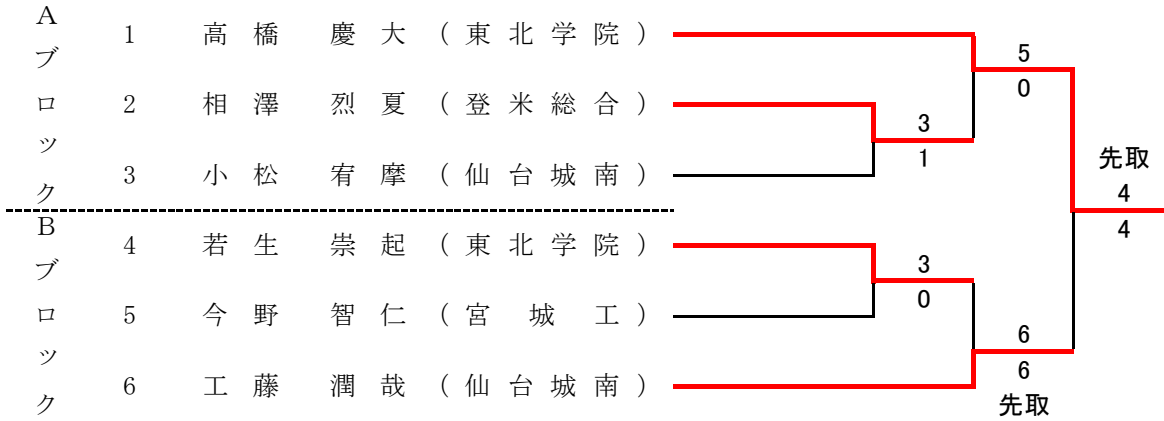 Aブロック
1 高橋 慶大 (東北学院)
2 相澤 烈夏 (登米総合)
3 小松 宥摩 (仙台城南)
Bブロック
4 若生 崇起 (東北学院)
5 今野 智仁 (宮城工)
6 工藤 潤哉 (仙台城南)
3
1
3
0
5
0
6
6
先取
先取
4
4